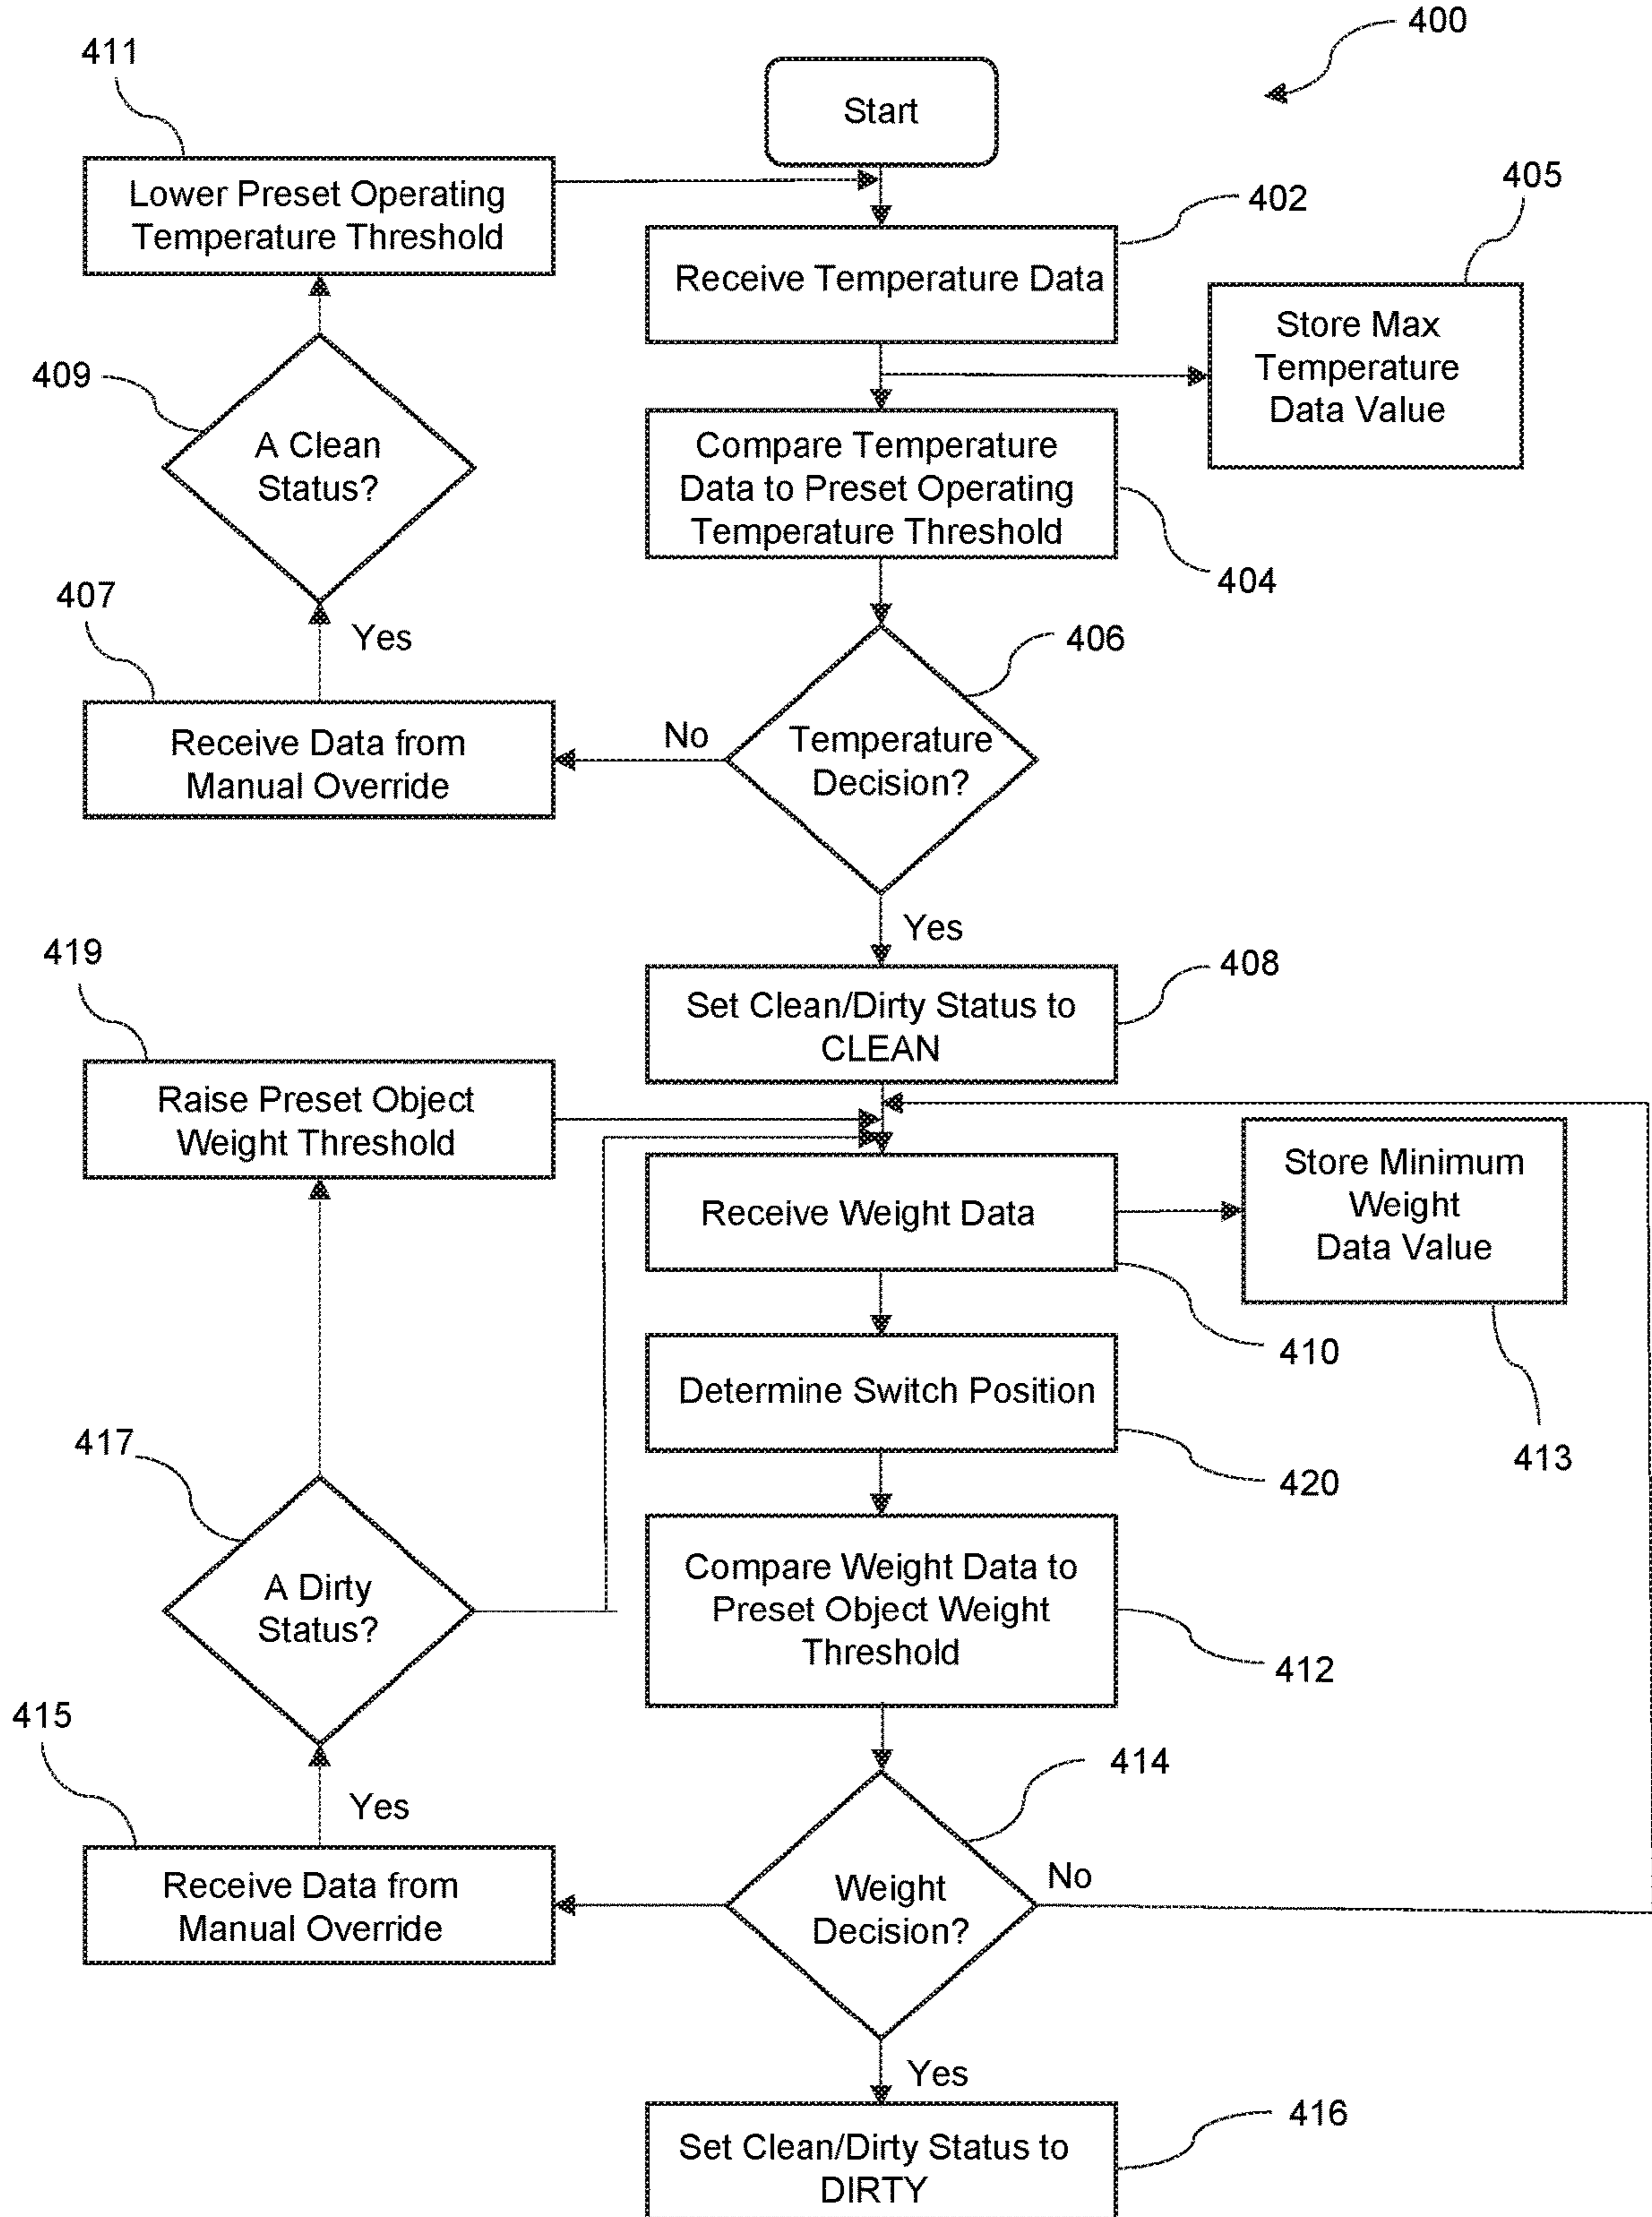 400
411
Start
Lower Preset Operating
Temperature Threshold
405
402
Receive Temperature Data
Store Max
Temperature
Data Value
409
A Clean
Status?
Compare Temperature
Data to Preset Operating
Temperature Threshold
404
407
Yes
406
Receive Data from
Manual Override
No
Temperature
Decision?
Yes
419
408
Set Clean/Dirty Status to
CLEAN
Raise Preset Object
Weight Threshold
Receive Weight Data
Store Minimum
Weight
Data Value
410
Determine Switch Position
417
413
420
A Dirty
Status?
Compare Weight Data to
Preset Object Weight
Threshold
412
415
414
Yes
Receive Data from
Manual Override
Weight
Decision?
No
Yes
416
Set Clean/Dirty Status to
DIRTY